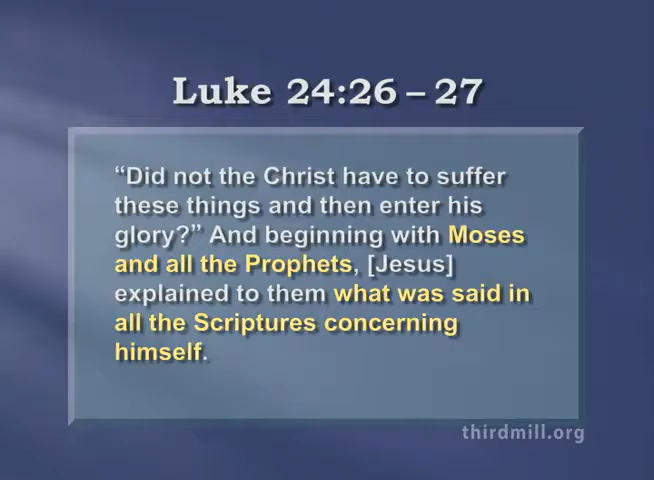 Luke 24:26 – 27
“Did not the Christ have to suffer
these things and then enter his
glory?” And beginning with Moses
and all the Prophets, [Jesus]
explained to them what was said in
all the Scriptures concerning
himself.
thirdmill.org